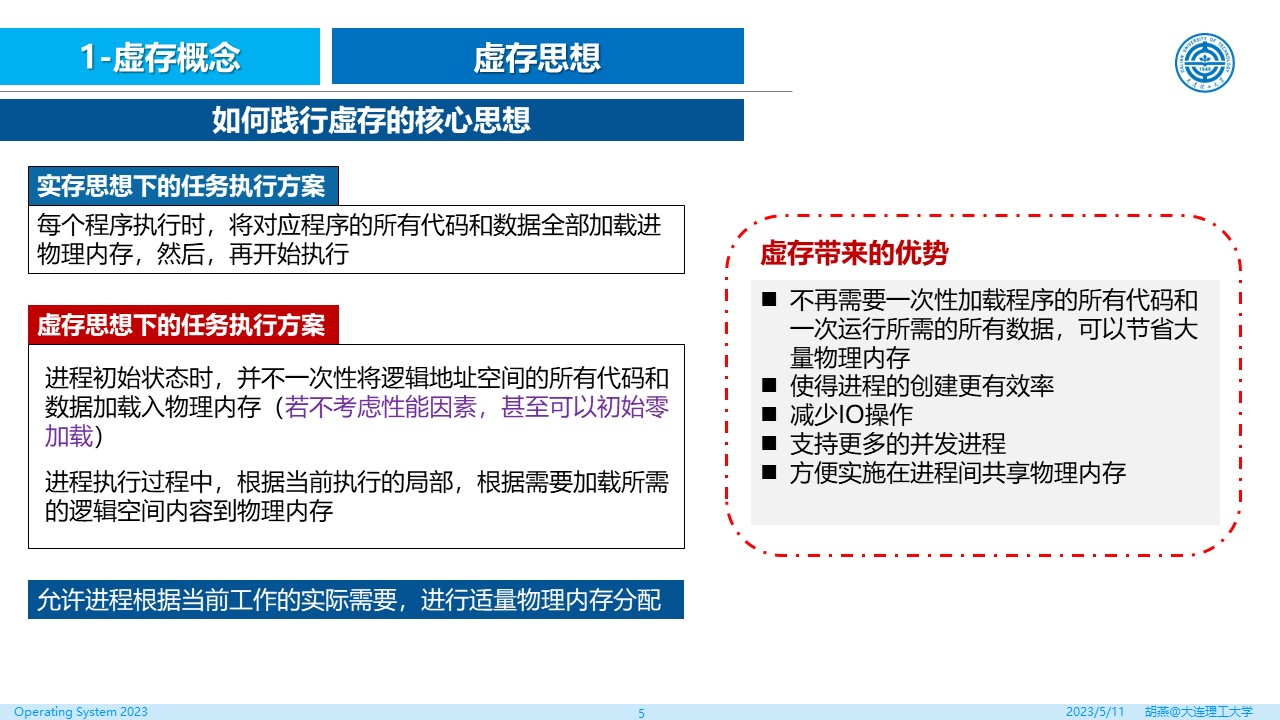 1-虚存概念
虚存思想
如何践行虚存的核心思想
实存思想下的任务执行方案
每个程序执行时，将对应程序的所有代码和数据全部加载进
物理内存，然后，再开始执行
虚存思想下的任务执行方案
进程初始状态时，并不一次性将逻辑地址空间的所有代码和
数据加载入物理内存（若不考虑性能因素，甚至可以初始零
加载）
进程执行过程中，根据当前执行的局部，根据需要加载所需
的逻辑空间内容到物理内存
允许进程根据当前工作的实际需要，进行适量物理内存分配
虚存带来的优势
■ 不再需要一次性加载程序的所有代码和
一次运行所需的所有数据，可以节省大
量物理内存
■ 使得进程的创建更有效率
■ 减少IO操作
■ 支持更多的并发进程
■ 方便实施在进程间共享物理内存
DALIAN UNIVERSITY OF TECHNOLOGY
1949
大连理工大学
Operating System 2023
5
2023/5/11
胡燕@大连理工大学